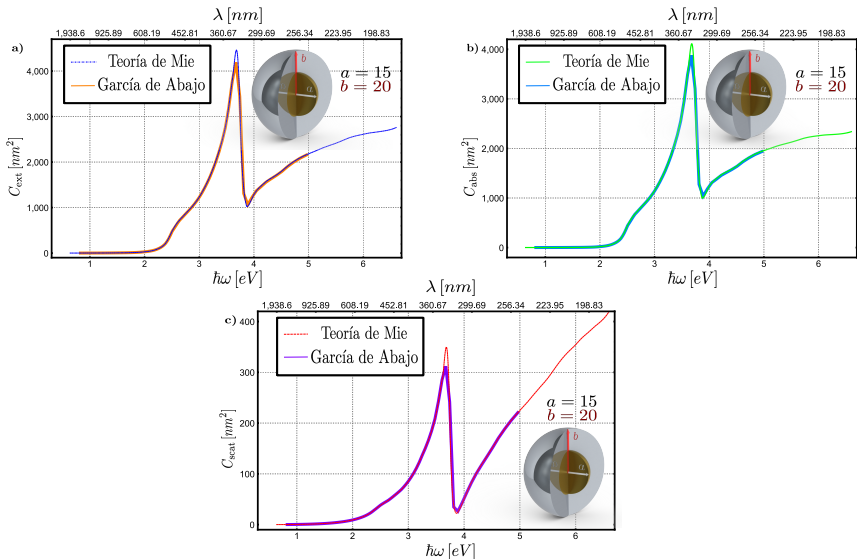 λ [nm]
1,938.6 925.89 608.19 452.81 360.67 299.69 256.34 223.95 198.83
a)
Teoría de Mie
García de Abajo
b
a
a = 15
b = 20
4,000
3,000
2,000
1,000
0
C_ext [nm²]
1 2 3 4 5 6
ħω [eV]
λ [nm]
1,938.6 925.89 608.19 452.81 360.67 299.69 256.34 223.95 198.83
b)
Teoría de Mie
García de Abajo
b
a
a = 15
b = 20
4,000
3,000
2,000
1,000
0
C_abs [nm²]
1 2 3 4 5 6
ħω [eV]
λ [nm]
1,938.6 925.89 608.19 452.81 360.67 299.69 256.34 223.95 198.83
c)
Teoría de Mie
García de Abajo
a = 15
b = 20
b
a
400
300
200
100
0
C_scat [nm²]
1 2 3 4 5 6
ħω [eV]